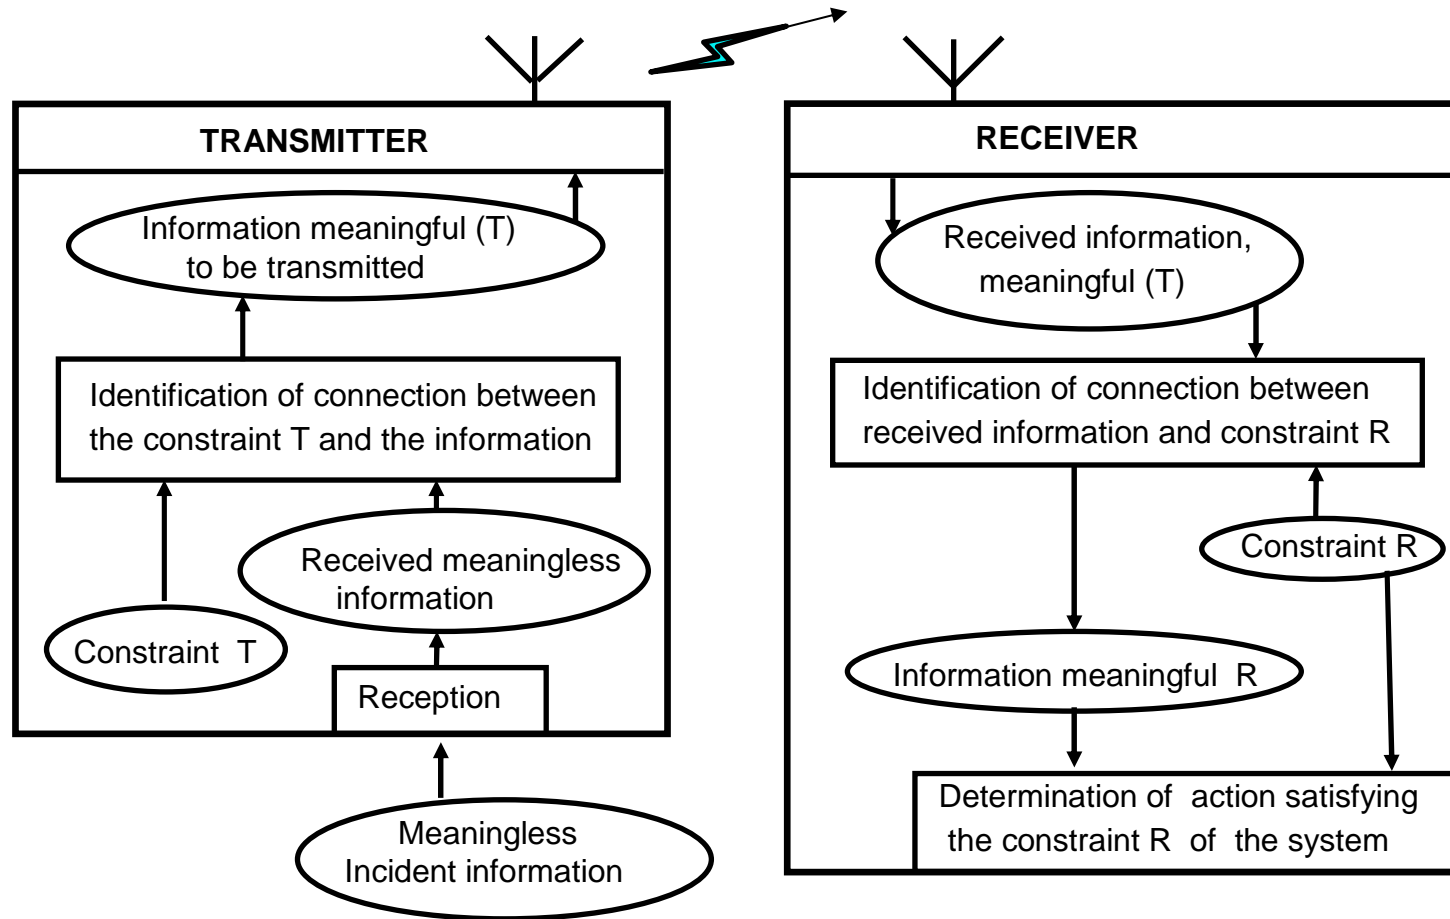 TRANSMITTER
Information meaningful (T)
to be transmitted
Identification of connection between
the constraint T and the information
Received meaningless
information
Constraint T
Reception
Meaningless
Incident information
RECEIVER
Received information,
meaningful (T)
Identification of connection between
received information and constraint R
Constraint R
Information meaningful R
Determination of action satisfying
the constraint R of the system